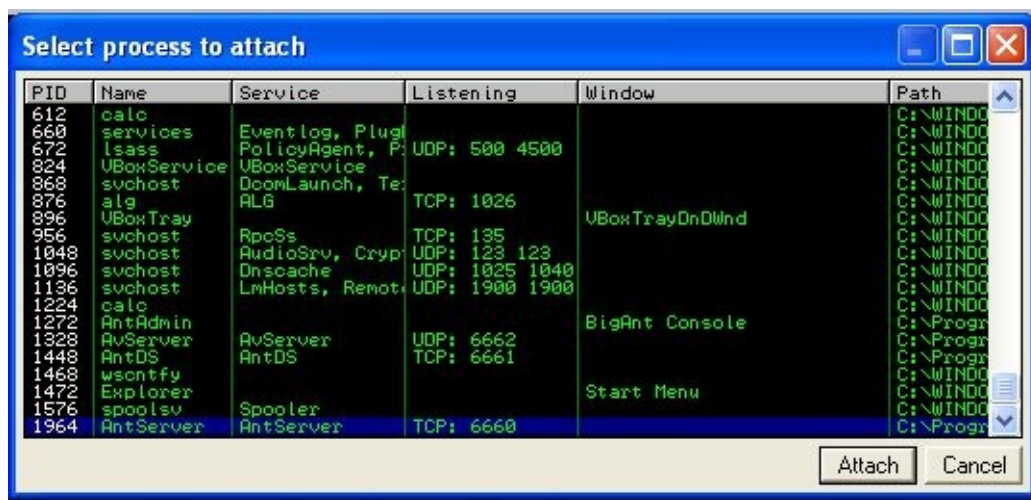 Select process to attach
PID Name Service Listening Window Path
612 calc C:\WINDO
660 services Eventlog, Plug C:\WINDO
672 lsass PolicyAgent, P UDP: 500 4500 C:\WINDO
824 VBoxService VBoxService C:\WINDO
868 svchost DcomLaunch, Te C:\WINDO
876 alg ALG TCP: 1026 C:\WINDO
896 VBoxTray VBoxTrayDnDWnd C:\WINDO
956 svchost RpcSs TCP: 135 C:\WINDO
1048 svchost AudioSrv, Cryp UDP: 123 123 C:\WINDO
1096 svchost Dnscache UDP: 1025 1040 C:\WINDO
1136 svchost LmHosts, Remot UDP: 1900 1900 C:\WINDO
1224 calc C:\WINDO
1272 AntAdmin BigAnt Console C:\Progr
1328 AvServer AvServer UDP: 6662 C:\Progr
1448 AntDS AntDS TCP: 6661 C:\Progr
1468 wscntfy C:\WINDO
1472 Explorer Start Menu C:\WINDO
1576 spoolsv Spooler C:\WINDO
1964 AntServer AntServer TCP: 6660 C:\Progr
Attach Cancel